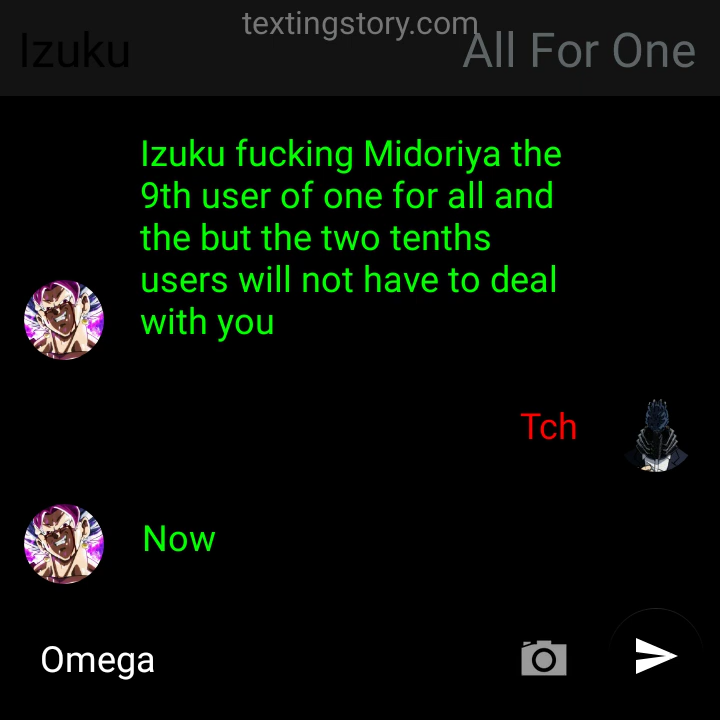 textingstory.com
Izuku
All For One
Izuku fucking Midoriya the
9th user of one for all and
the but the two tenths
users will not have to deal
with you
Tch
Now
Omega